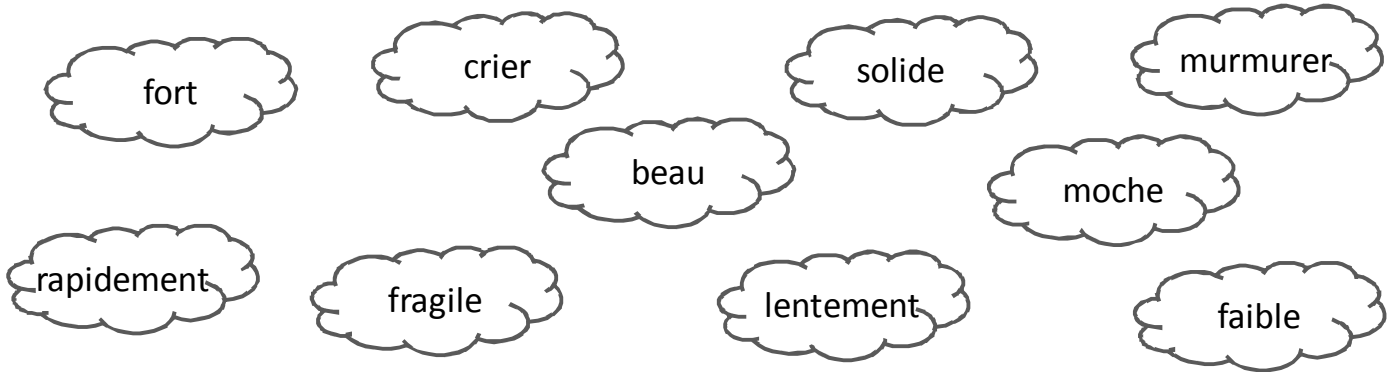 fort
crier
solide
murmurer
beau
moche
rapidement
fragile
lentement
faible